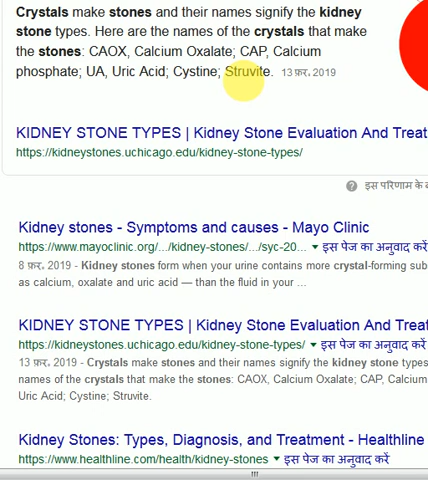 Crystals make stones and their names signify the kidney
stone types. Here are the names of the crystals that make
the stones: CAOX, Calcium Oxalate; CAP, Calcium
phosphate; UA, Uric Acid; Cystine; Struvite. 13 फ़र. 2019
KIDNEY STONE TYPES | Kidney Stone Evaluation And Treat
https://kidneystones.uchicago.edu/kidney-stone-types/
इस परिणाम के
Kidney stones - Symptoms and causes - Mayo Clinic
https://www.mayoclinic.org/.../kidney-stones/.../syc-20... ▼ इस पेज का अनुवाद करें
8 फ़र. 2019 - Kidney stones form when your urine contains more crystal-forming sub
as calcium, oxalate and uric acid — than the fluid in your ...
KIDNEY STONE TYPES | Kidney Stone Evaluation And Treat
https://kidneystones.uchicago.edu/kidney-stone-types/ ▼ इस पेज का अनुवाद करें
13 फ़र. 2019 - Crystals make stones and their names signify the kidney stone types
names of the crystals that make the stones: CAOX, Calcium Oxalate; CAP, Calcium
Uric Acid; Cystine; Struvite.
Kidney Stones: Types, Diagnosis, and Treatment - Healthline
https://www.healthline.com/health/kidney-stones ▼ इस पेज का अनुवाद करें